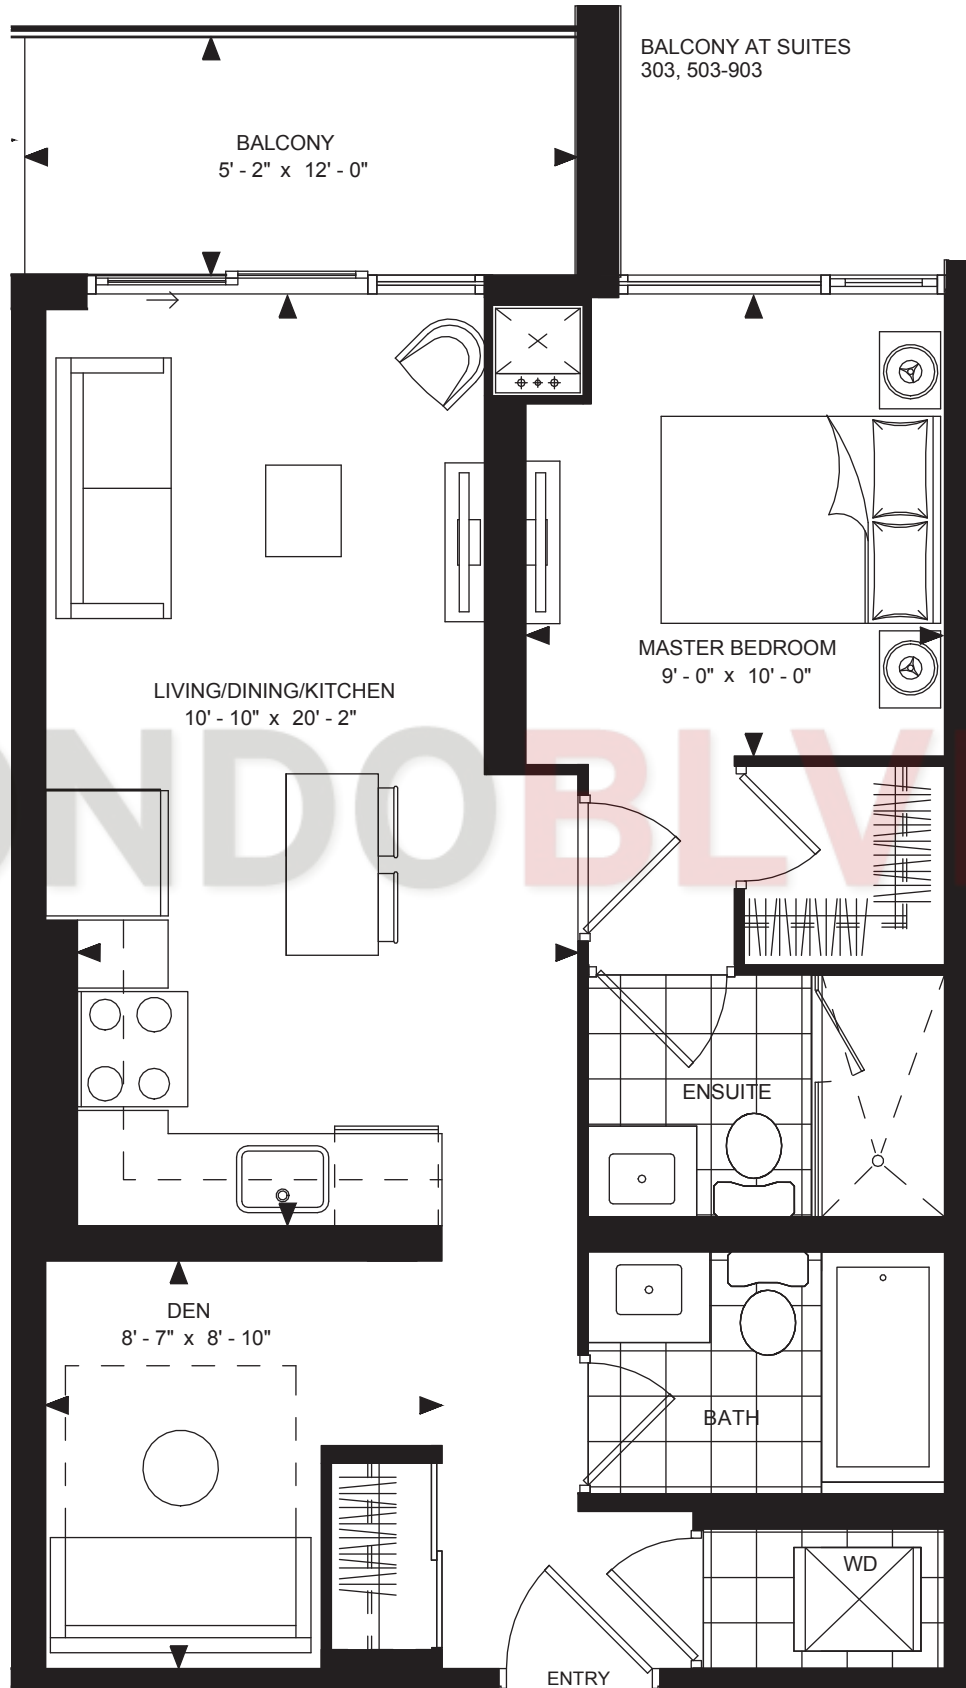 BALCONY AT SUITES
303, 503-903
BALCONY
5' - 2" x 12' - 0"
MASTER BEDROOM
9' - 0" x 10' - 0"
LIVING/DINING/KITCHEN
10' - 10" x 20' - 2"
ONDOBLV
ENSUITE
DEN
8' - 7" x 8' - 10"
BATH
WD
ENTRY